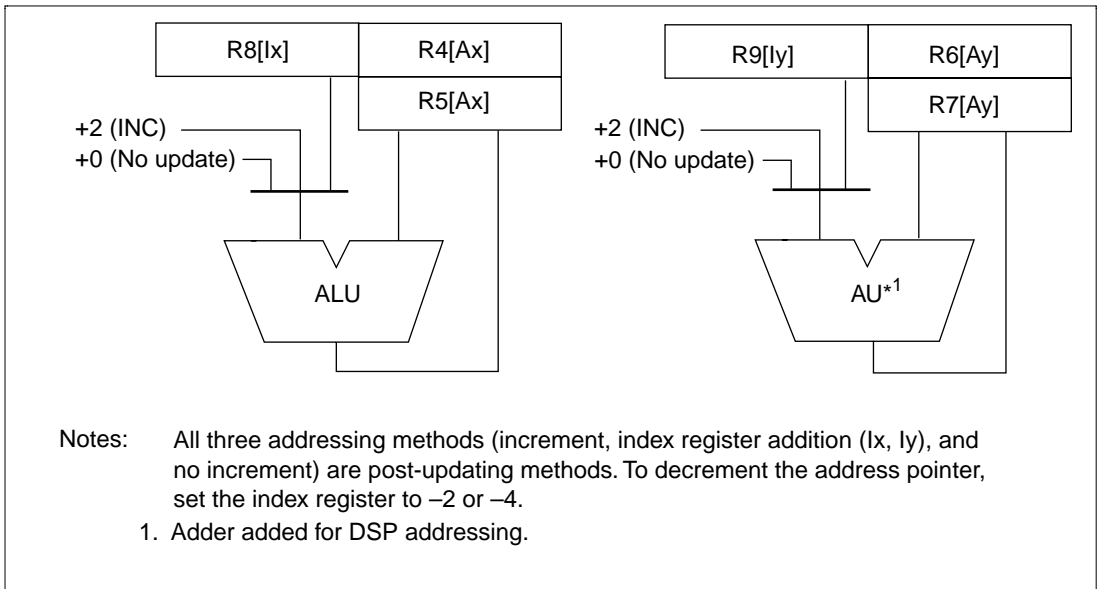 R8[Ix] R4[Ax] R9[Iy] R6[Ay]
R5[Ax] R7[Ay]
+2 (INC) +2 (INC)
+0 (No update) +0 (No update)
ALU AU*1
Notes: All three addressing methods (increment, index register addition (Ix, Iy), and
no increment) are post-updating methods. To decrement the address pointer,
set the index register to –2 or –4.
1. Adder added for DSP addressing.